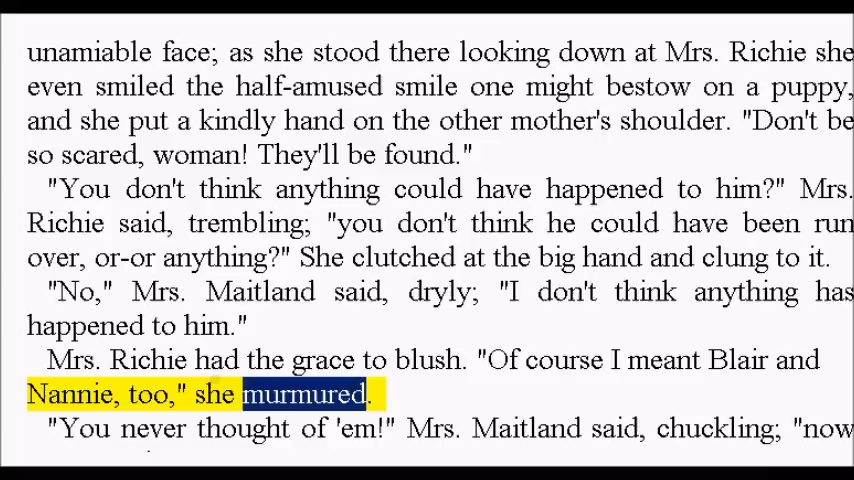 unamiable face; as she stood there looking down at Mrs. Richie she
even smiled the half-amused smile one might bestow on a puppy,
and she put a kindly hand on the other mother's shoulder. "Don't be
so scared, woman! They'll be found."
"You don't think anything could have happened to him?" Mrs.
Richie said, trembling; "you don't think he could have been run
over, or-or anything?" She clutched at the big hand and clung to it.
"No," Mrs. Maitland said, dryly; "I don't think anything has
happened to him."
Mrs. Richie had the grace to blush. "Of course I meant Blair and
Nannie, too," she murmured.
"You never thought of 'em!" Mrs. Maitland said, chuckling; "now